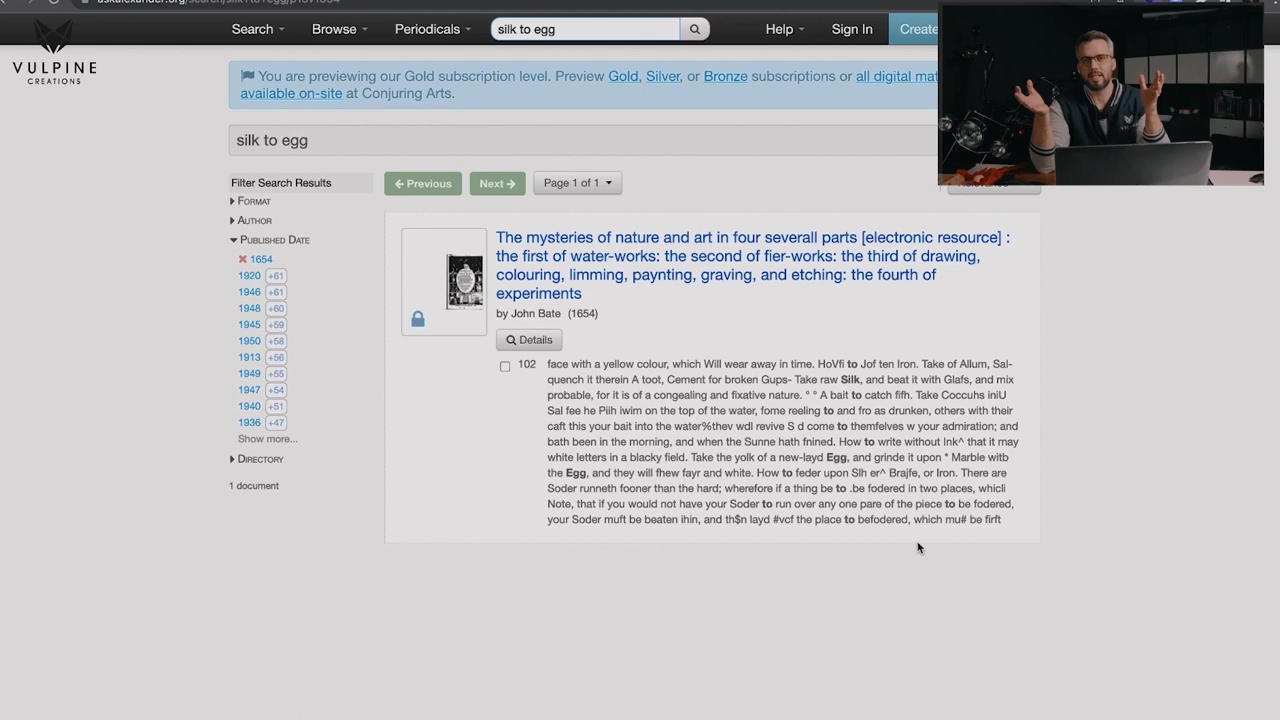 VULPINE
CREATIONS
Search
Browse
Periodicals
silk to egg
Help
Sign In
Create
You are previewing our Gold subscription level. Preview Gold, Silver, or Bronze subscriptions or all digital mat
available on-site at Conjuring Arts.
silk to egg
Filter Search Results
FORMAT
AUTHOR
PUBLISHED DATE
1654
1920 +61
1946 +61
1948 +60
1945 +59
1950 +58
1913 +56
1949 +55
1947 +54
1940 +51
1936 +47
Show more...
DIRECTORY
1 document
Previous
Next
Page 1 of 1
The mysteries of nature and art in four severall parts [electronic resource] :
the first of water-works: the second of fier-works: the third of drawing,
colouring, limming, paynting, graving, and etching: the fourth of
experiments
by John Bate (1654)
Details
102
face with a yellow colour, which Will wear away in time. HoVfi to Jof ten Iron. Take of Allum, Sal-
quench it therein A toot, Cement for broken Gups- Take raw Silk, and beat it with Glafs, and mix
probable, for it is of a congealing and fixative nature. ° ° A bait to catch fifh. Take Coccuhs iniU
Sal fee he Piih iwim on the top of the water, fome reeling to and fro as drunken, others with their
caft this your bait into the water%thev wdl revive S d come to themfelves w your admiration; and
bath been in the morning, and when the Sunne hath fnined. How to write without Ink^ that it may
white letters in a blacky field. Take the yolk of a new-layd Egg, and grinde it upon * Marble witb
the Egg, and they will fhew fayr and white. How to feder upon Slh er^ Brajfe, or Iron. There are
Soder runneth fooner than the hard; wherefore if a thing be to .be fodered in two places, whicli
Note, that if you would not have your Soder to run over any one pare of the piece to be fodered,
your Soder muft be beaten ihin, and th$n layd #vcf the place to befodered, which mu# be firft